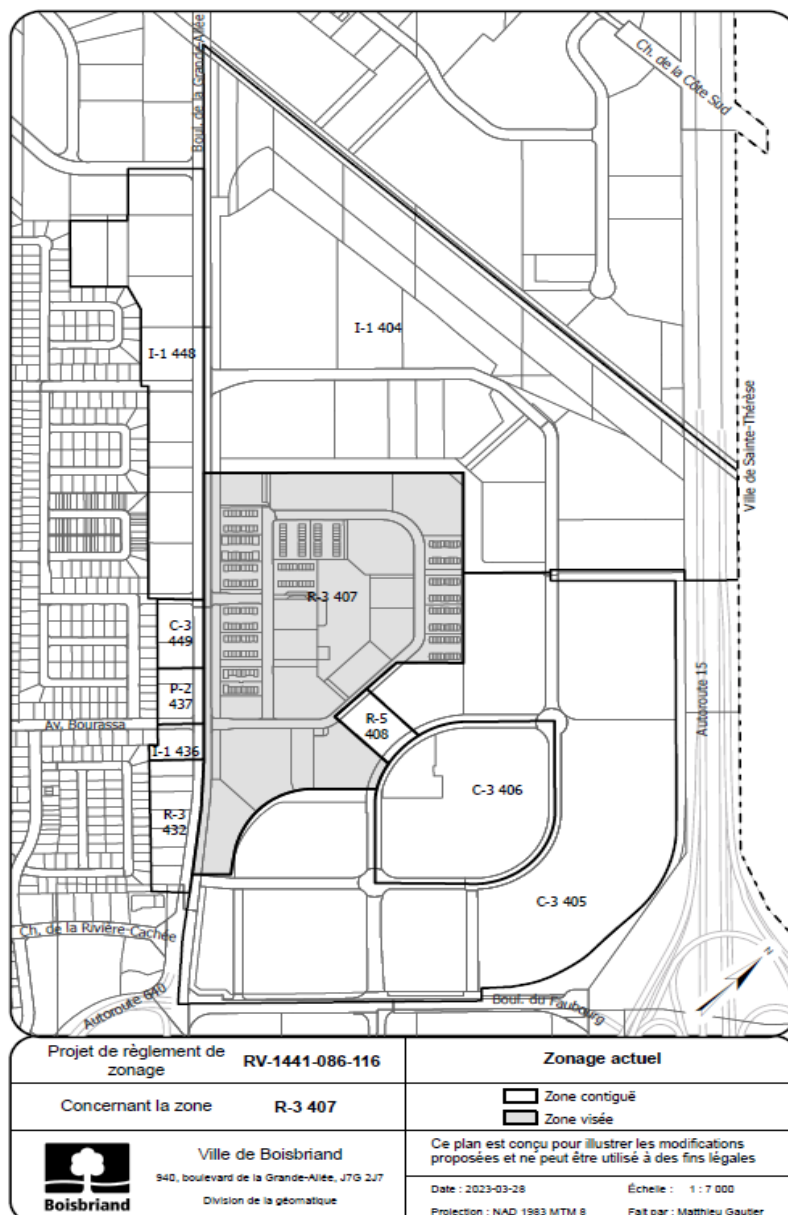 Boul. de la Grande-Allée
Ch. de la Côte Sud
I-1 448
I-1 404
Ville de Sainte-Thérèse
R-3 407
C-3
449
P-2
437
Av. Bourassa
I-1 436
R-5
408
Autoroute 15
R-3
432
C-3 406
C-3 405
Ch. de la Rivière-Cachée
Autoroute 640
Boul. du Faubourg
N
Projet de règlement de
zonage
RV-1441-086-116
Concernant la zone R-3 407
Zonage actuel
Zone contiguë
Zone visée
Boisbriand
Ville de Boisbriand
940, boulevard de la Grande-Allée, J7G 2J7
Division de la géomatique
Ce plan est conçu pour illustrer les modifications
proposées et ne peut être utilisé à des fins légales
Date : 2023-03-28 Échelle : 1 : 7 000
Projection : NAD 1983 MTM 8 Fait par : Matthieu Gautier